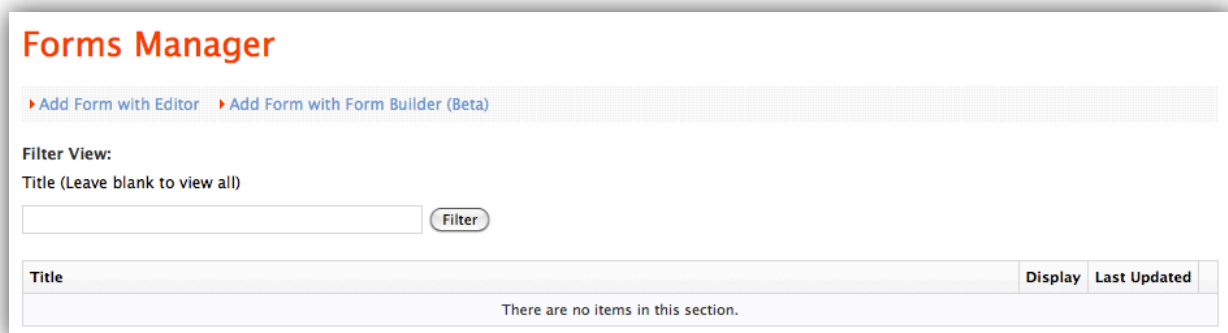 Forms Manager
Add Form with Editor Add Form with Form Builder (Beta)
Filter View:
Title (Leave blank to view all)
Filter
Title Display Last Updated
There are no items in this section.